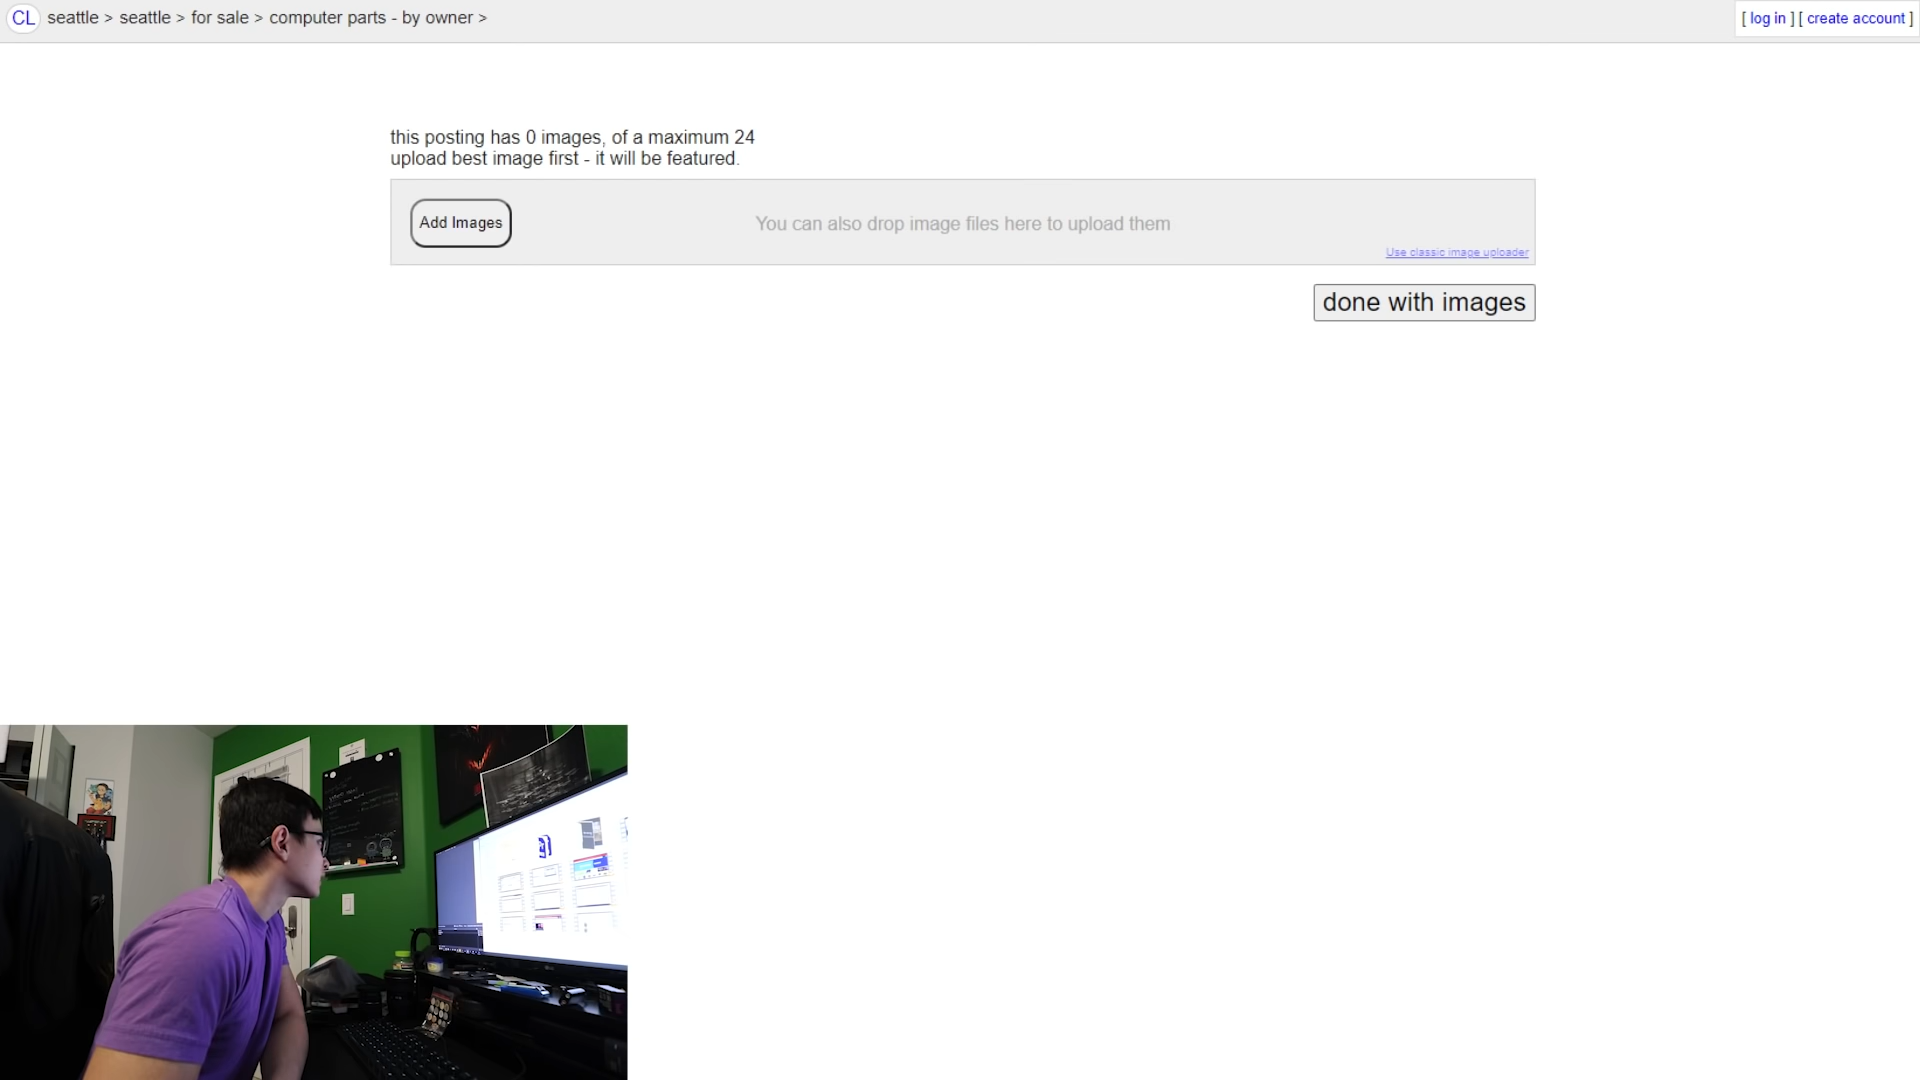 CL seattle > seattle > for sale > computer parts - by owner >
[ log in ] [ create account ]
this posting has 0 images, of a maximum 24
upload best image first - it will be featured.
Add Images
You can also drop image files here to upload them
Use classic image uploader
done with images